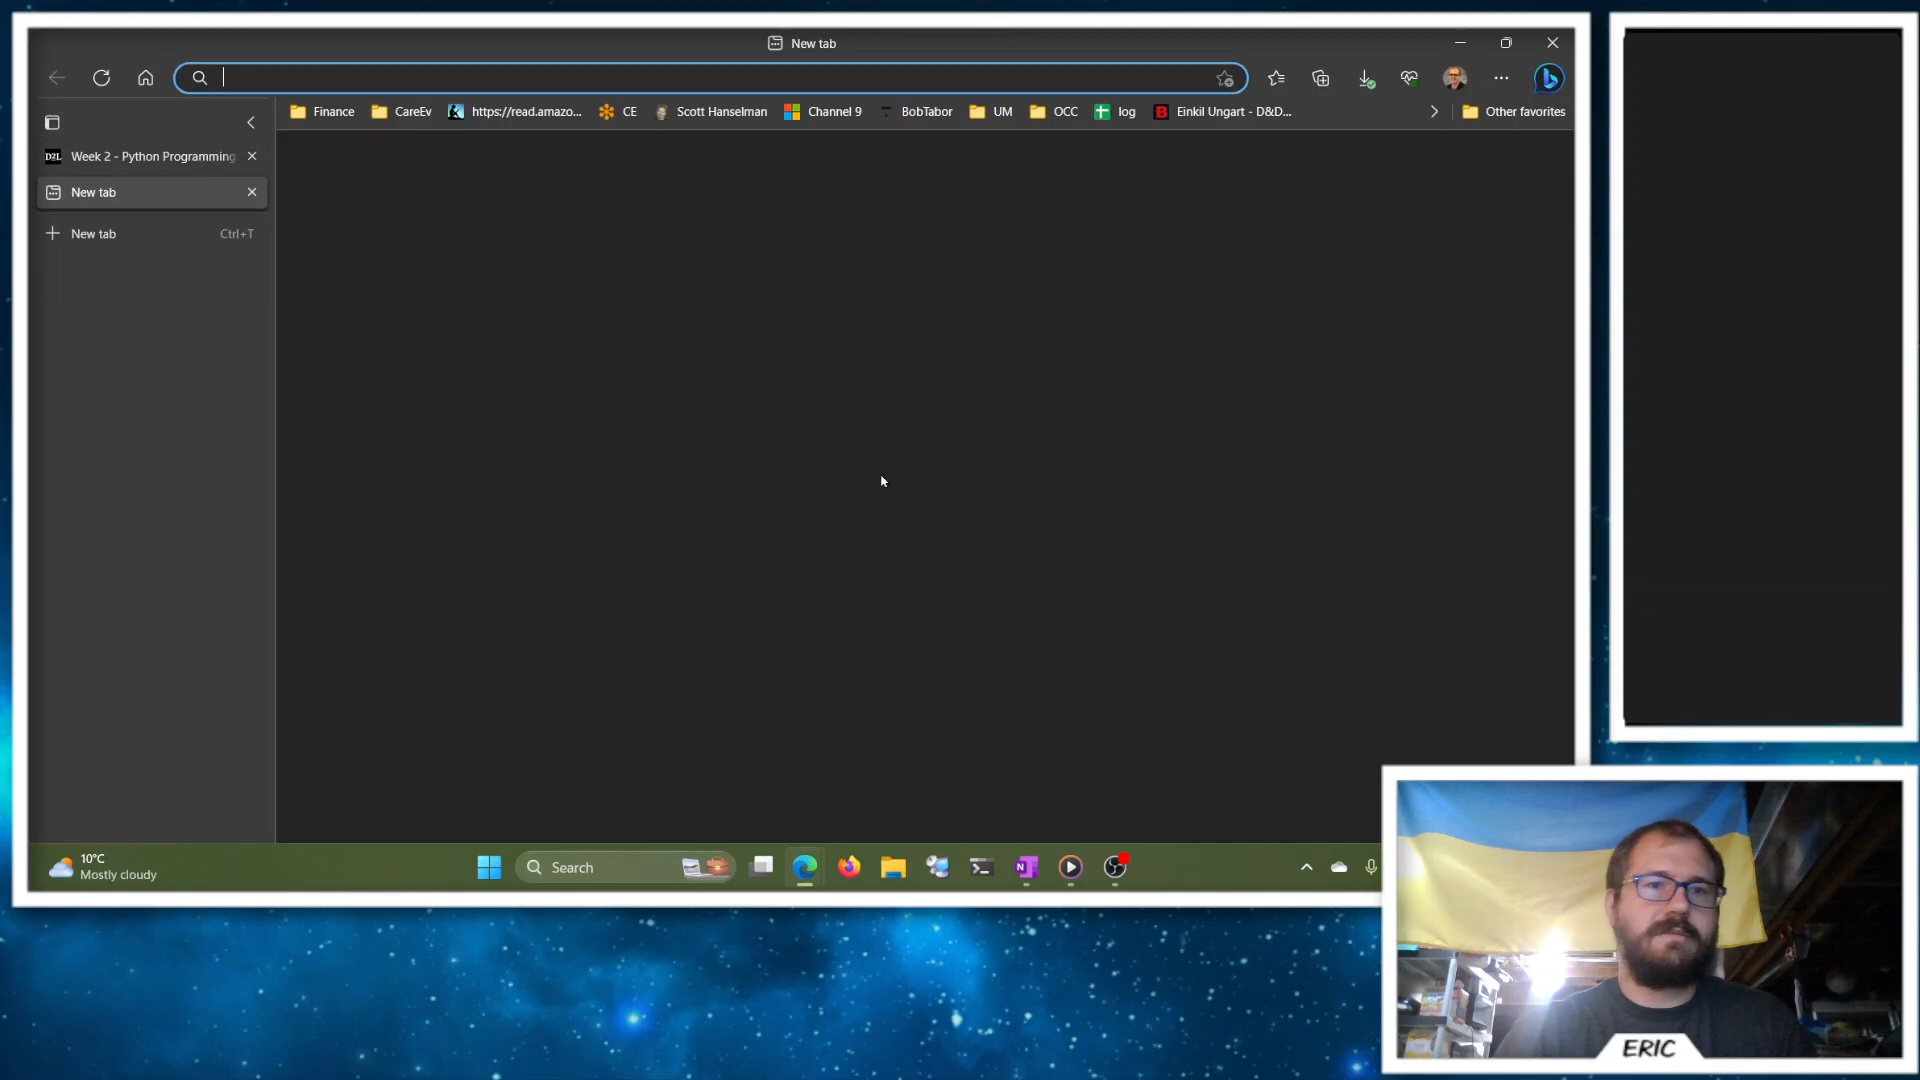 New tab
Finance
CareEv
https://read.amazo...
CE
Scott Hanselman
Channel 9
BobTabor
UM
OCC
log
Einkil Ungart - D&D...
Other favorites
D2L
Week 2 - Python Programming
New tab
New tab
Ctrl+T
10°C
Mostly cloudy
Search
ERIC